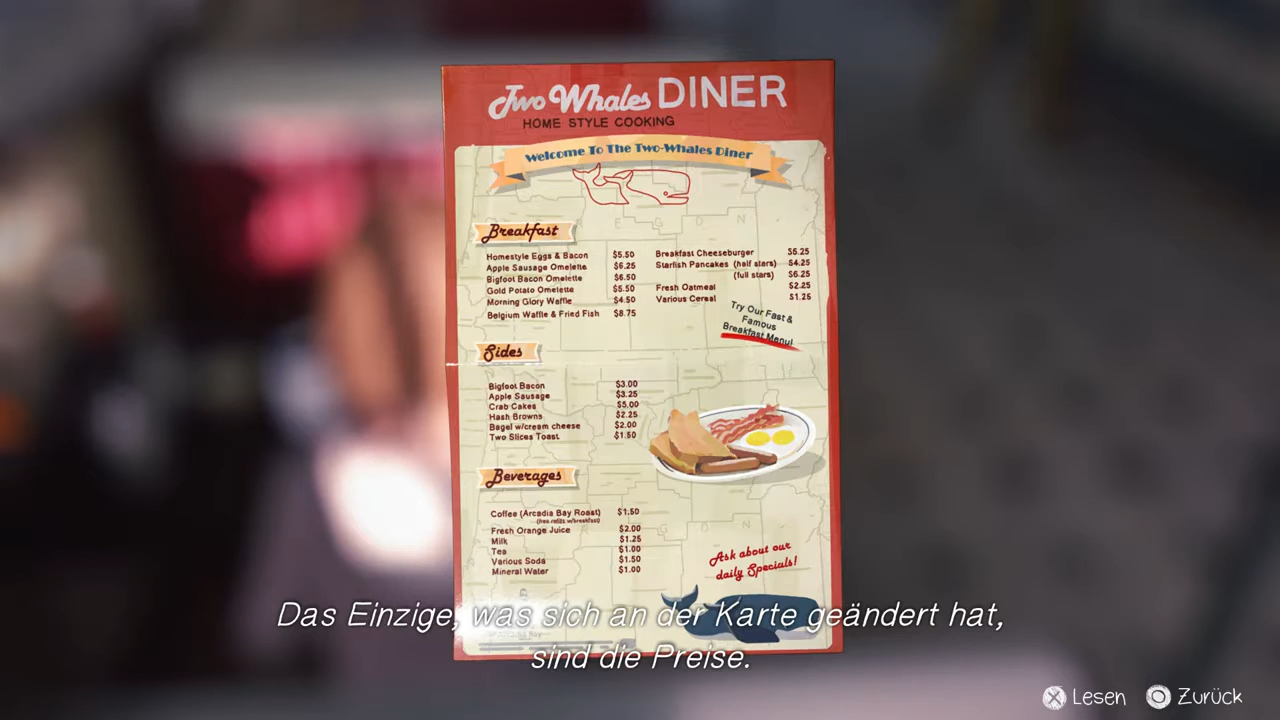 Two Whales DINER
HOME STYLE COOKING
Welcome To The Two-Whales Diner
OREGON
Breakfast
Homestyle Eggs & Bacon $5.50
Apple Sausage Omelette $6.25
Bigfoot Bacon Omelette $6.50
Gold Potato Omelette $5.50
Morning Glory Waffle $4.50
Belgium Waffle & Fried Fish $8.75
Breakfast Cheeseburger $5.25
Starfish Pancakes (half stars) $4.25
(full stars) $6.25
Fresh Oatmeal $2.25
Various Cereal $1.25
Try Our Fast &
Famous
Breakfast Menu!
Sides
Bigfoot Bacon $3.00
Apple Sausage $3.25
Crab Cakes $5.00
Hash Browns $2.25
Bagel w/cream cheese $2.00
Two Slices Toast $1.50
Beverages
Coffee (Arcadia Bay Roast) $1.50
(free refills w/breakfast)
Fresh Orange Juice $2.00
Milk $1.25
Tea $1.00
Various Soda $1.50
Mineral Water $1.00
Ask about our
daily Specials!
Das Einzige, was sich an der Karte geändert hat,
sind die Preise.
Lesen
Zurück